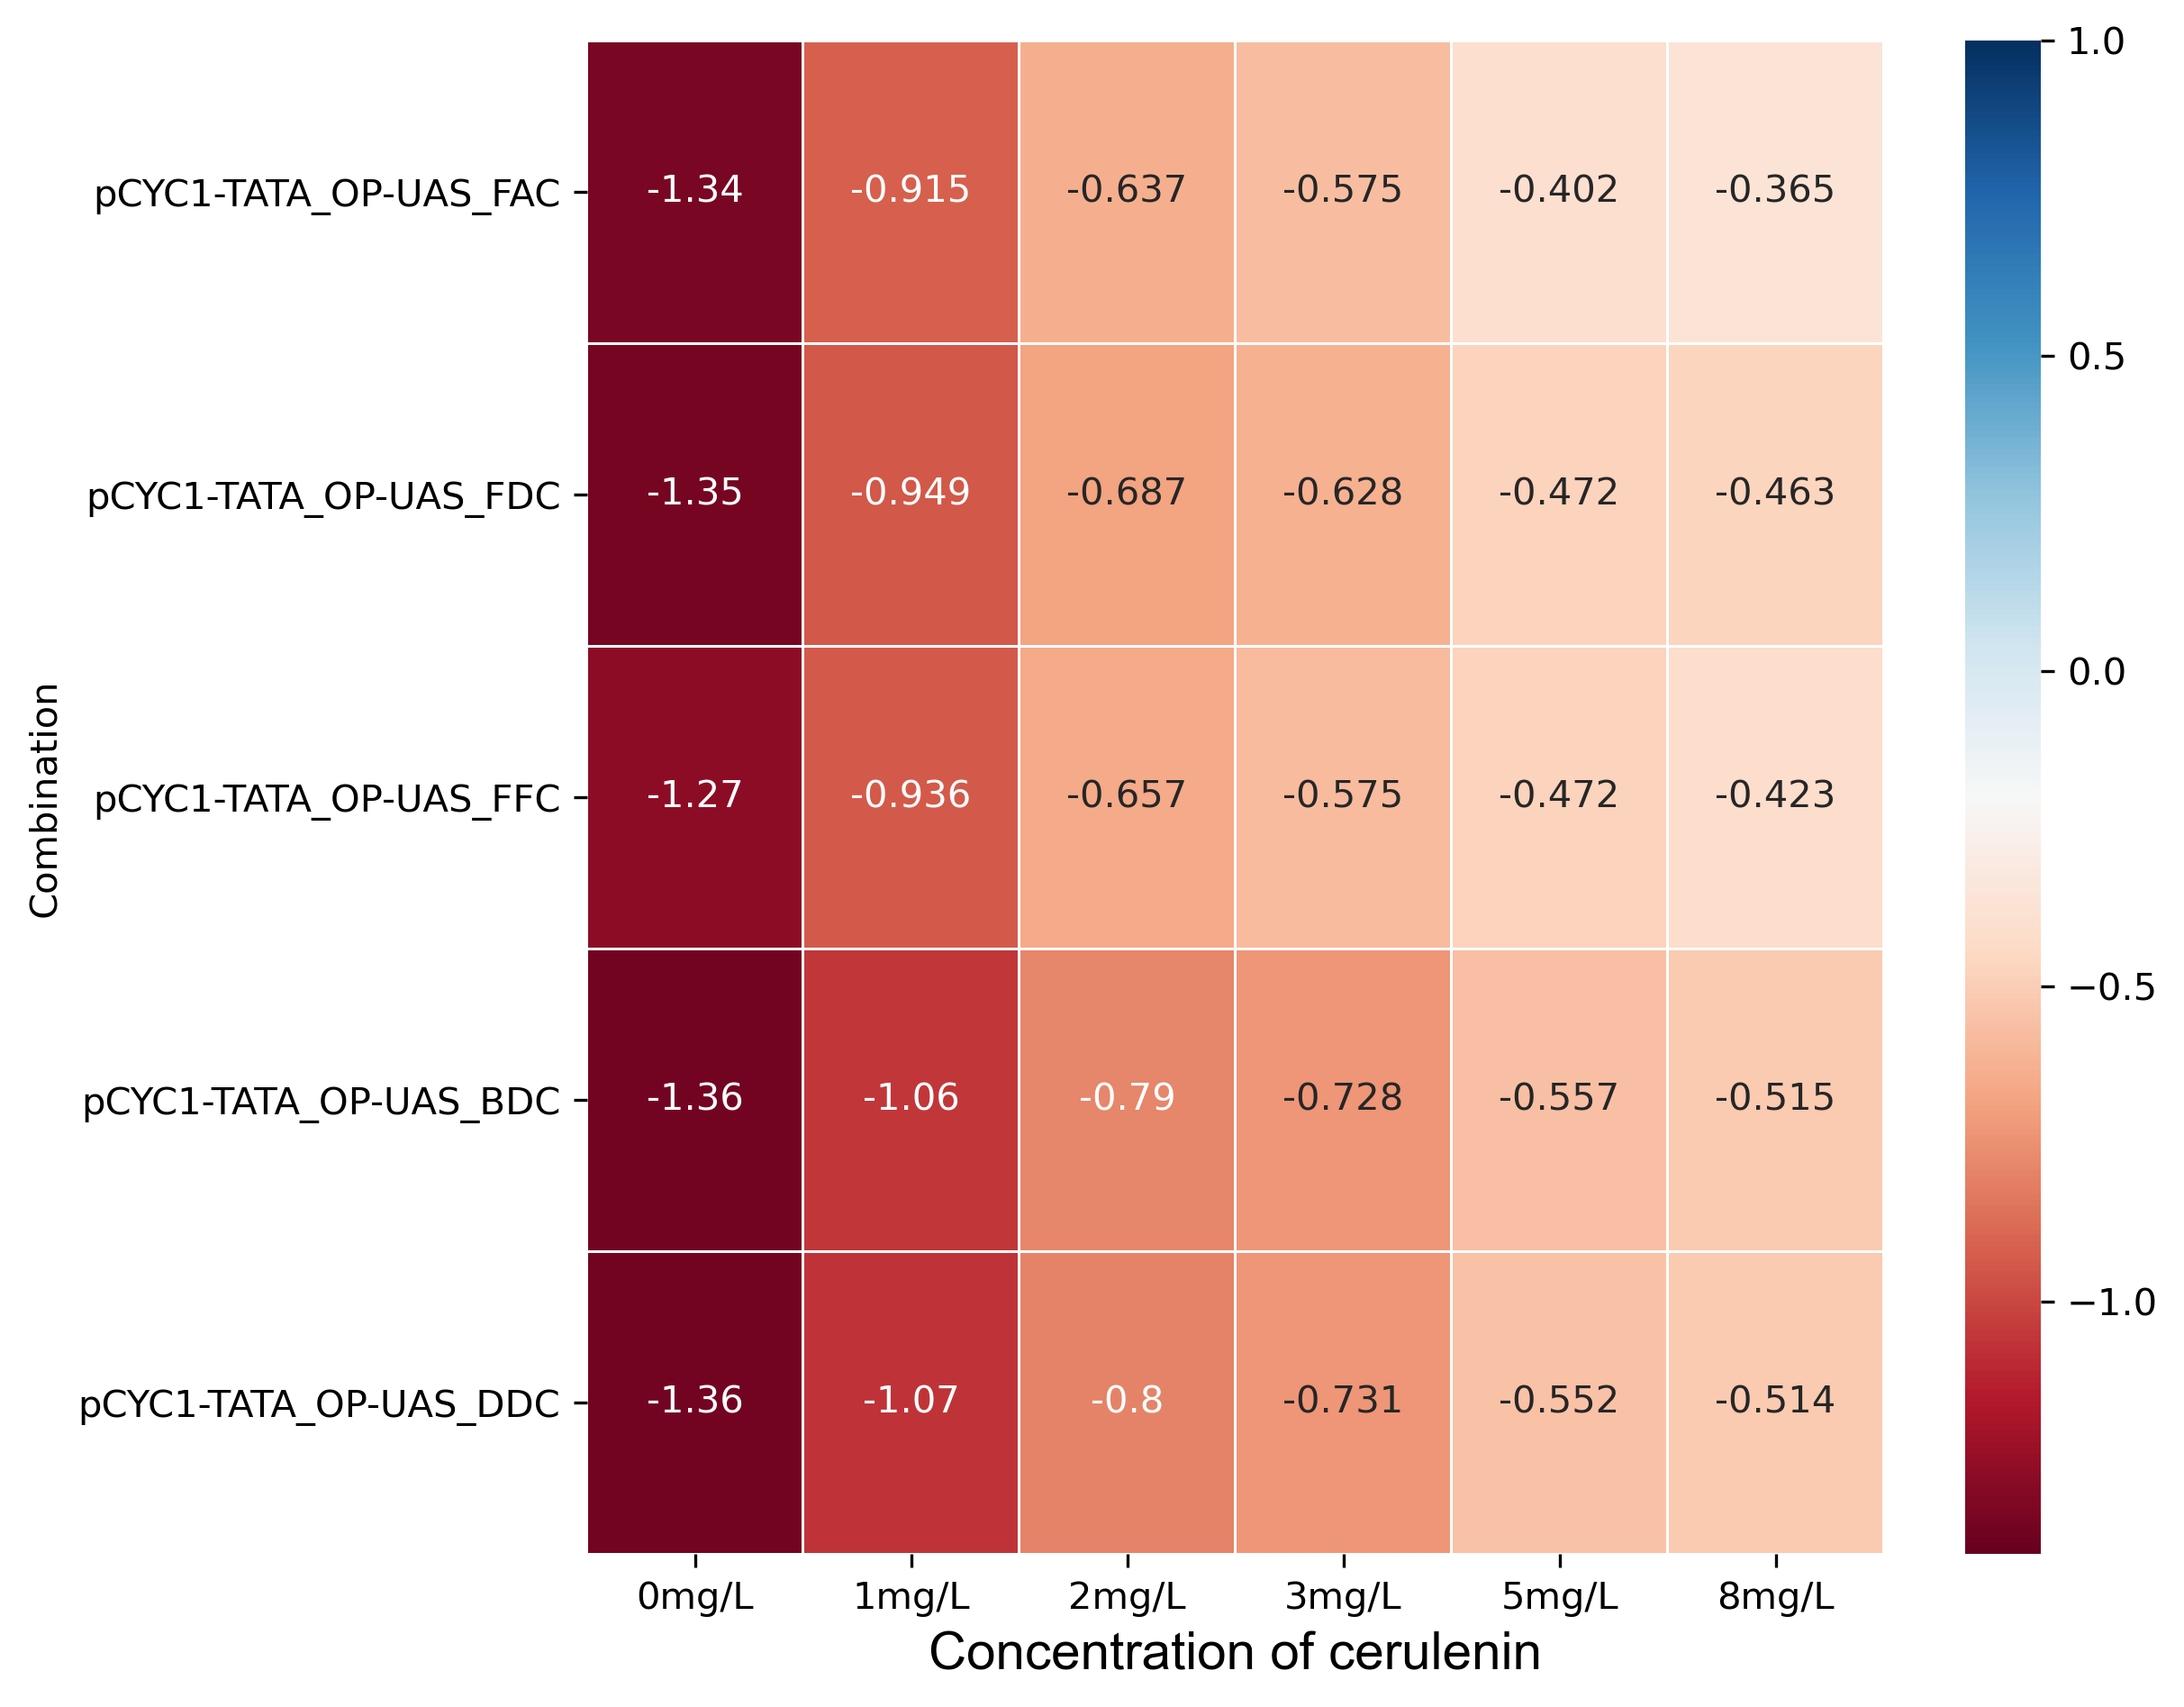 pCYC1-TATA_OP-UAS_FAC -1.34 -0.915 -0.637 -0.575 -0.402 -0.365
pCYC1-TATA_OP-UAS_FDC -1.35 -0.949 -0.687 -0.628 -0.472 -0.463
pCYC1-TATA_OP-UAS_FFC -1.27 -0.936 -0.657 -0.575 -0.472 -0.423
pCYC1-TATA_OP-UAS_BDC -1.36 -1.06 -0.79 -0.728 -0.557 -0.515
pCYC1-TATA_OP-UAS_DDC -1.36 -1.07 -0.8 -0.731 -0.552 -0.514
0mg/L 1mg/L 2mg/L 3mg/L 5mg/L 8mg/L
Concentration of cerulenin
Combination
1.0
0.5
0.0
−0.5
−1.0